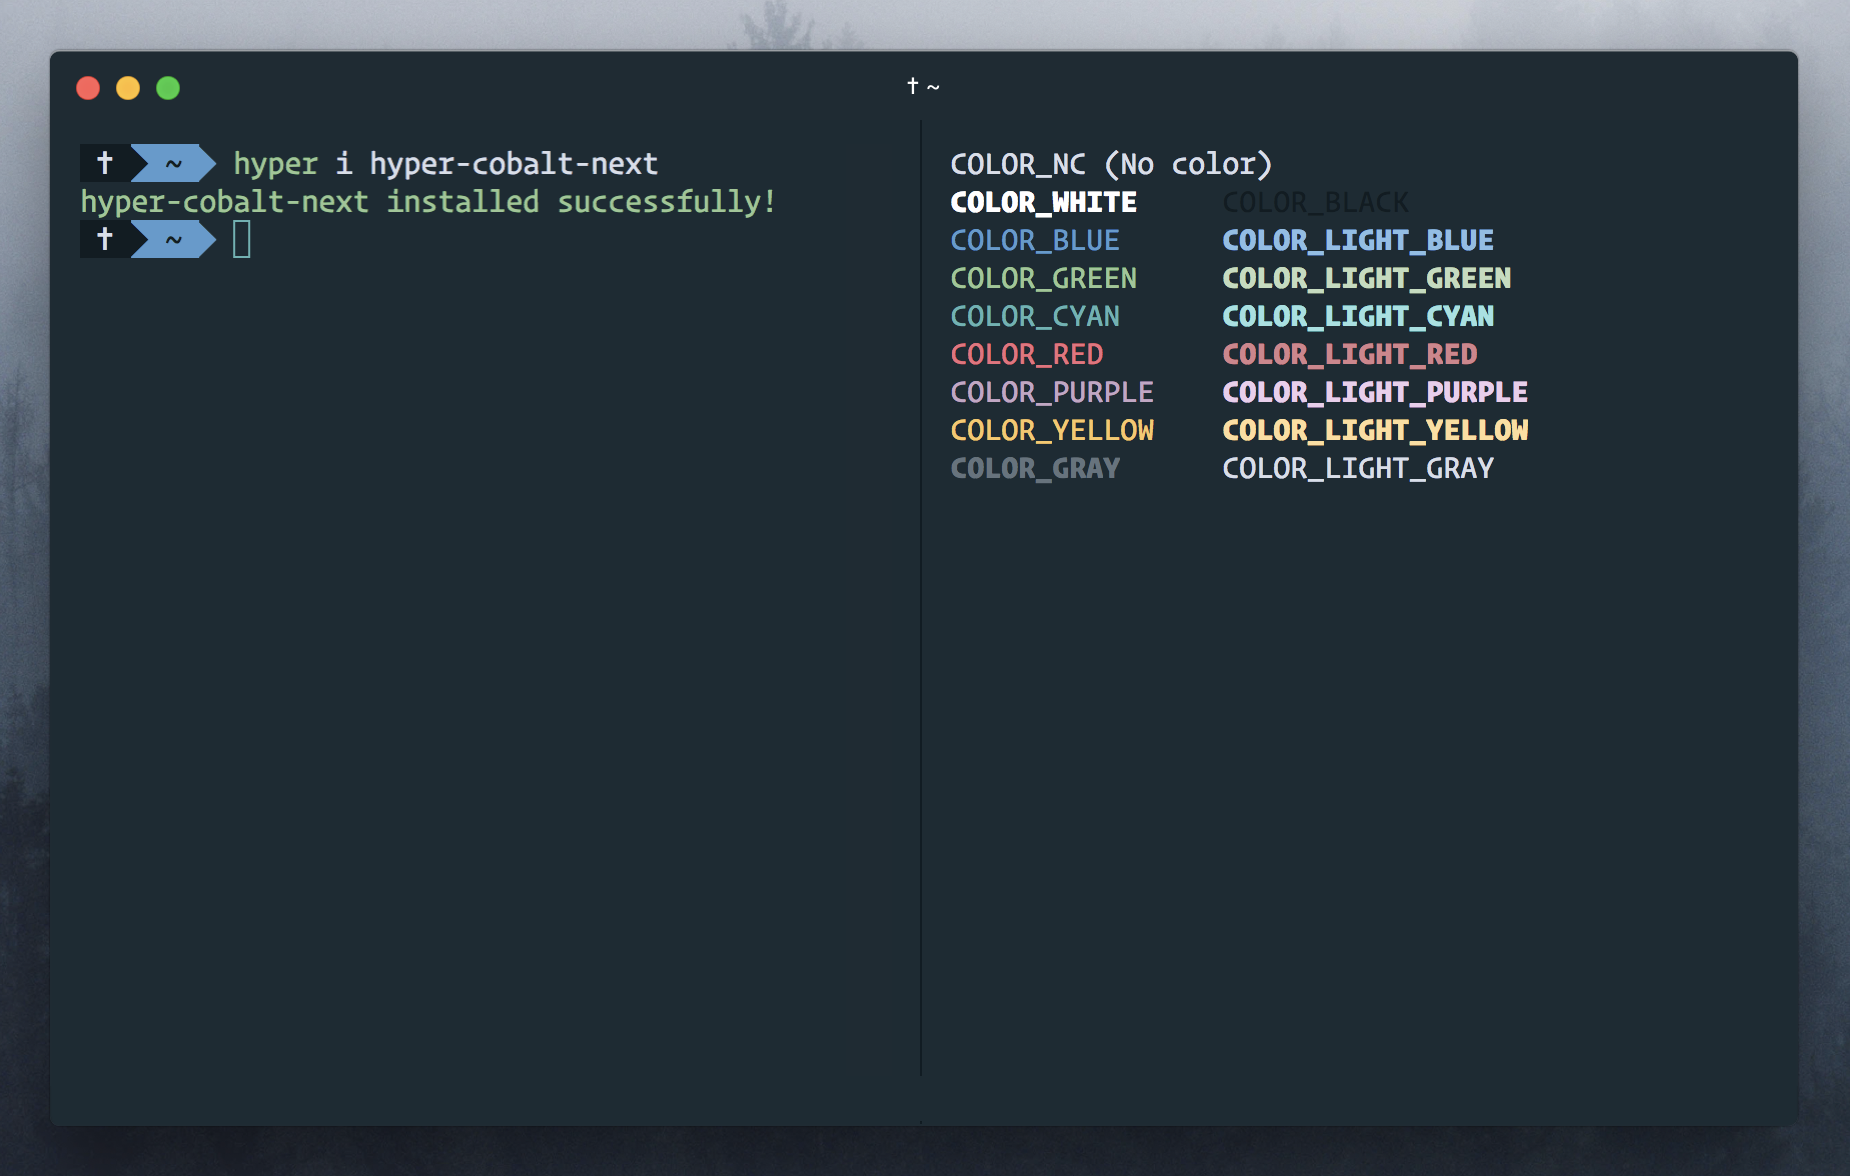 † ~
† ~ hyper i hyper-cobalt-next
hyper-cobalt-next installed successfully!
† ~
COLOR_NC (No color)
COLOR_WHITE COLOR_BLACK
COLOR_BLUE COLOR_LIGHT_BLUE
COLOR_GREEN COLOR_LIGHT_GREEN
COLOR_CYAN COLOR_LIGHT_CYAN
COLOR_RED COLOR_LIGHT_RED
COLOR_PURPLE COLOR_LIGHT_PURPLE
COLOR_YELLOW COLOR_LIGHT_YELLOW
COLOR_GRAY COLOR_LIGHT_GRAY